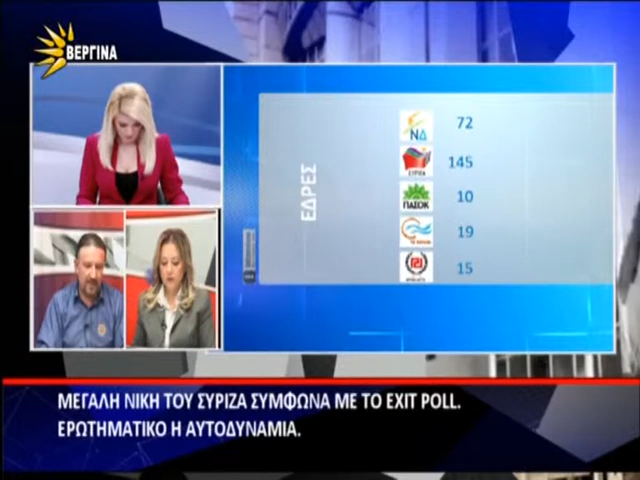 ΒΕΡΓΙΝΑ
ΕΔΡΕΣ
ΝΔ 72
ΣΥΡΙΖΑ 145
ΠΑΣΟΚ 10
19
15
ΜΕΓΑΛΗ ΝΙΚΗ ΤΟΥ ΣΥΡΙΖΑ ΣΥΜΦΩΝΑ ΜΕ ΤΟ EXIT POLL.
ΕΡΩΤΗΜΑΤΙΚΟ Η ΑΥΤΟΔΥΝΑΜΙΑ.